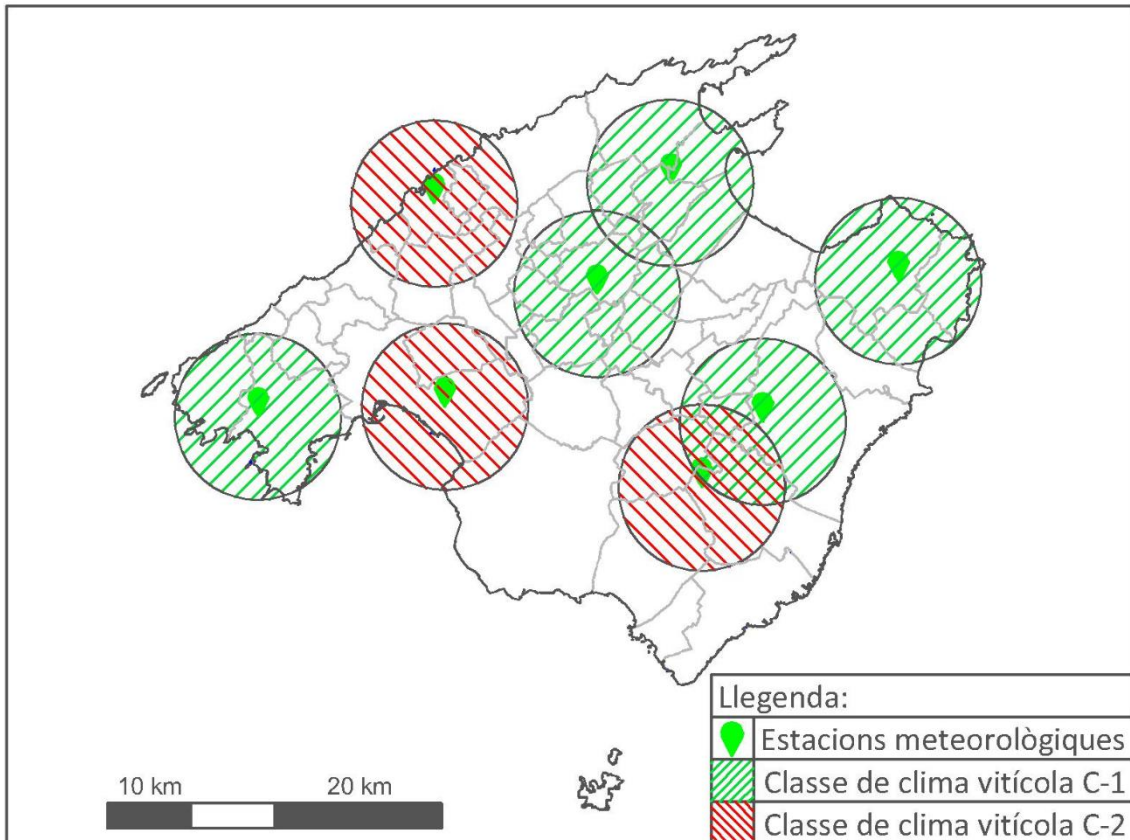 Llegenda:
Estacions meteorològiques
Classe de clima vitícola C-1
Classe de clima vitícola C-2
10 km 20 km